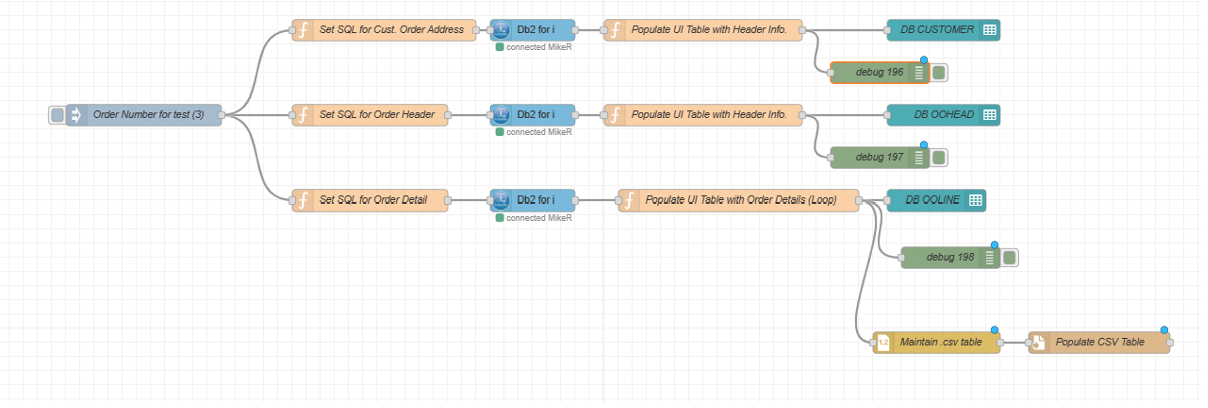 Set SQL for Cust. Order Address
Db2 for i
Populate UI Table with Header Info.
DB CUSTOMER
connected MikeR
debug 196
Order Number for test (3)
Set SQL for Order Header
Db2 for i
Populate UI Table with Header Info.
DB OOHEAD
connected MikeR
debug 197
Set SQL for Order Detail
Db2 for i
Populate UI Table with Order Details (Loop)
DB OOLINE
connected MikeR
debug 198
1,2
Maintain .csv table
Populate CSV Table